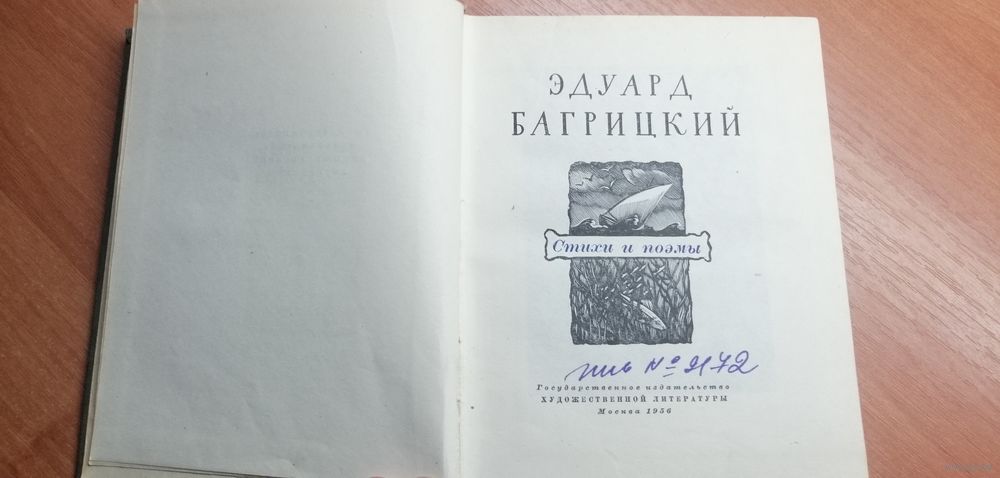 ЭДУАРД
БАГРИЦКИЙ
Стихи и поэмы
инв № 2172
Государственное издательство
ХУДОЖЕСТВЕННОЙ ЛИТЕРАТУРЫ
Москва 1956